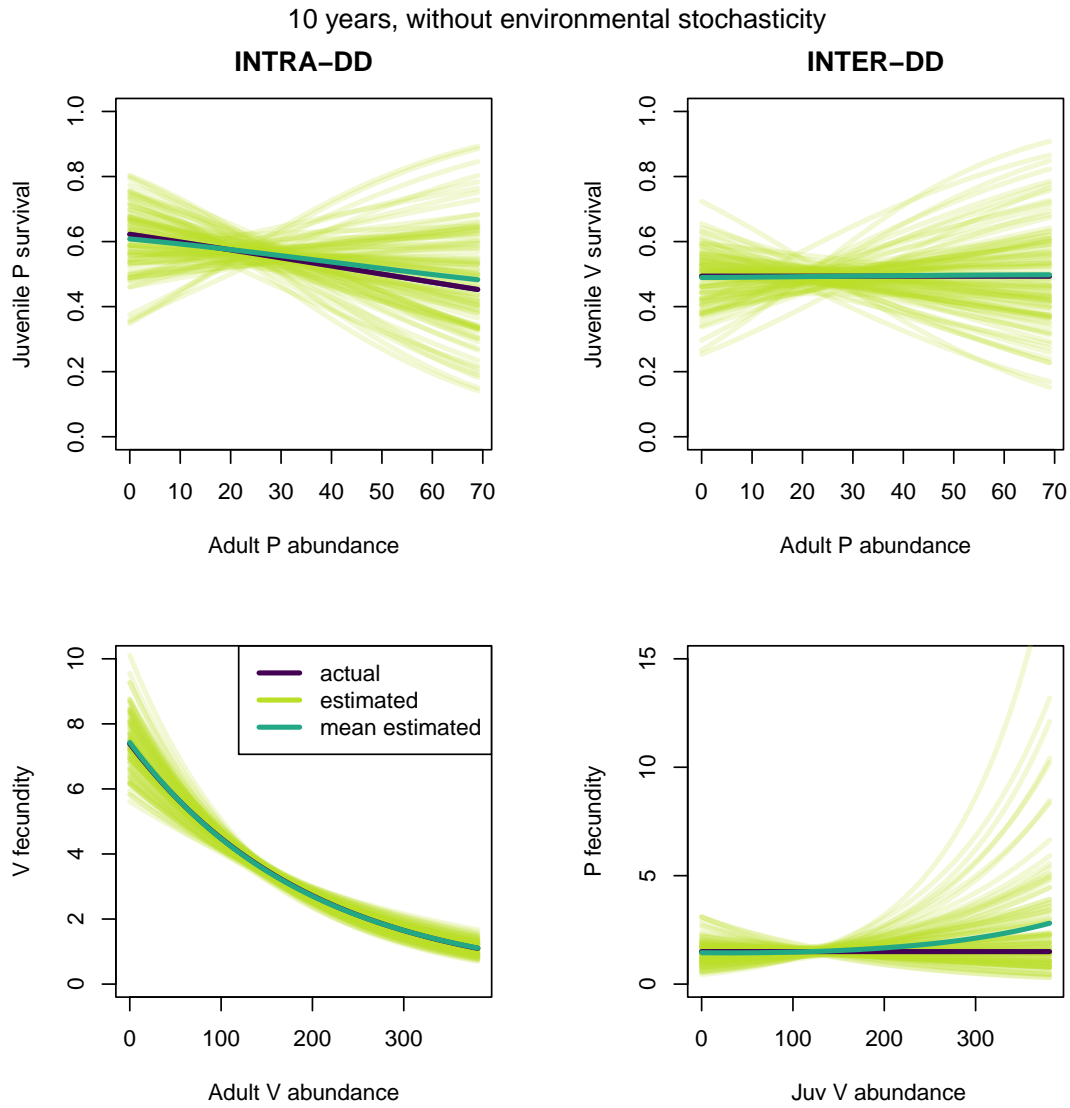 10 years, without environmental stochasticity
INTRA−DD
INTER−DD
Juvenile P survival
0.0 0.2 0.4 0.6 0.8 1.0
0 10 20 30 40 50 60 70
Adult P abundance
Juvenile V survival
0.0 0.2 0.4 0.6 0.8 1.0
0 10 20 30 40 50 60 70
Adult P abundance
V fecundity
0 2 4 6 8 10
actual
estimated
mean estimated
0 100 200 300
Adult V abundance
P fecundity
0 5 10 15
0 100 200 300
Juv V abundance